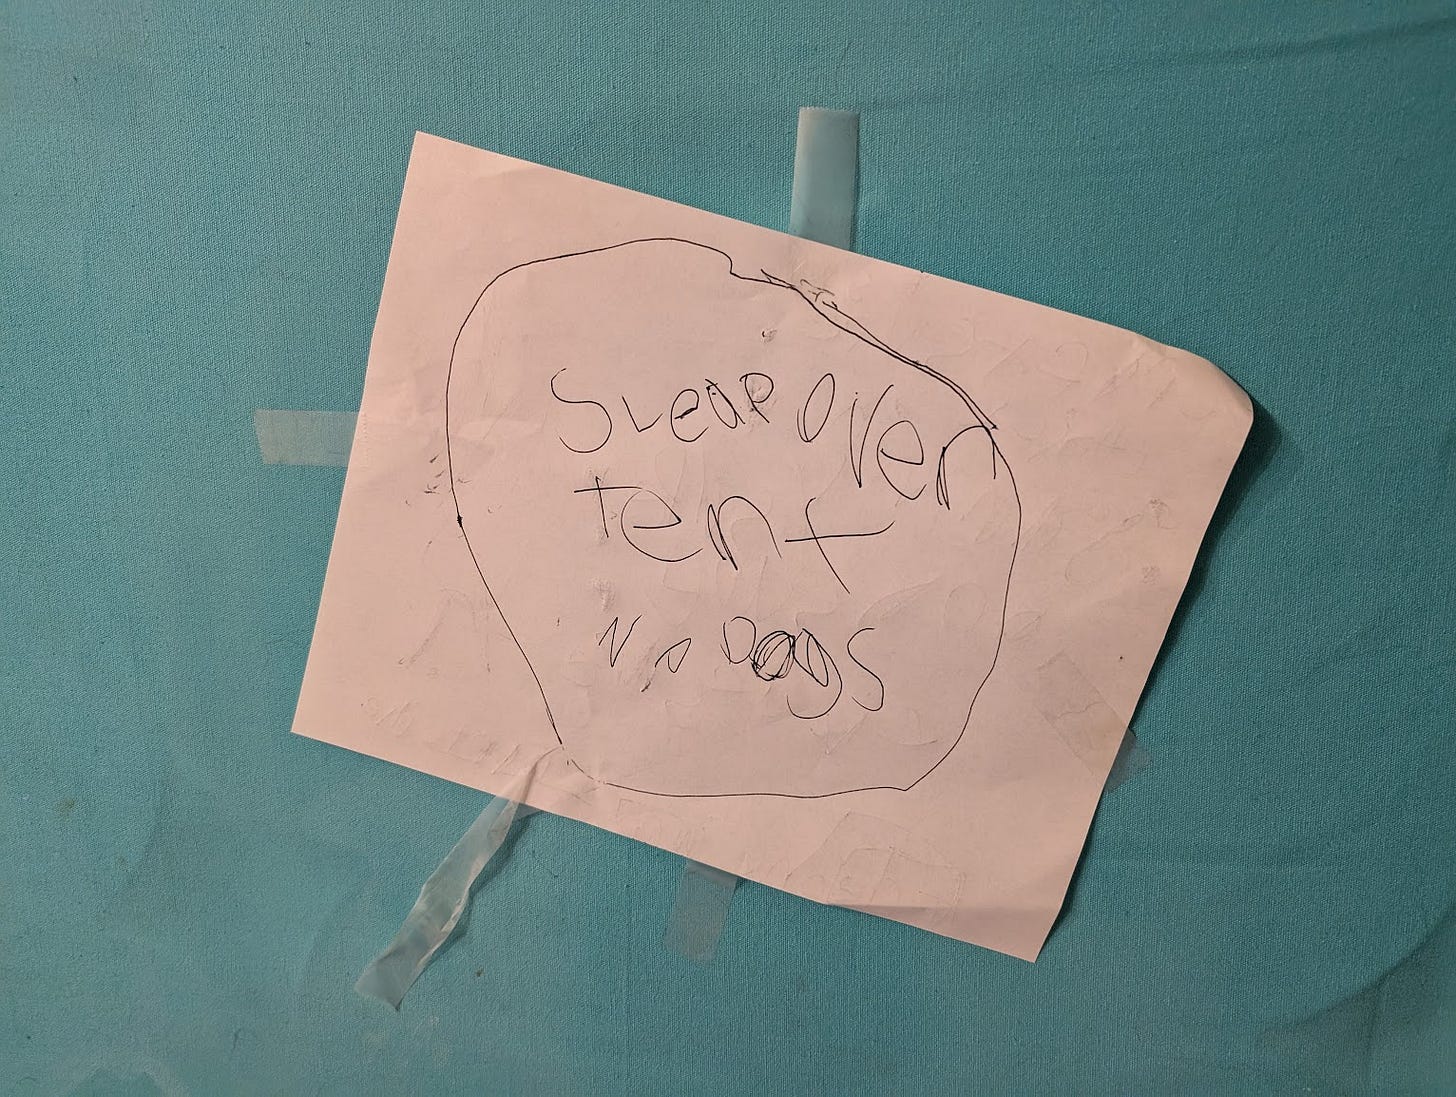 Sleap Over
tent
No Dogs